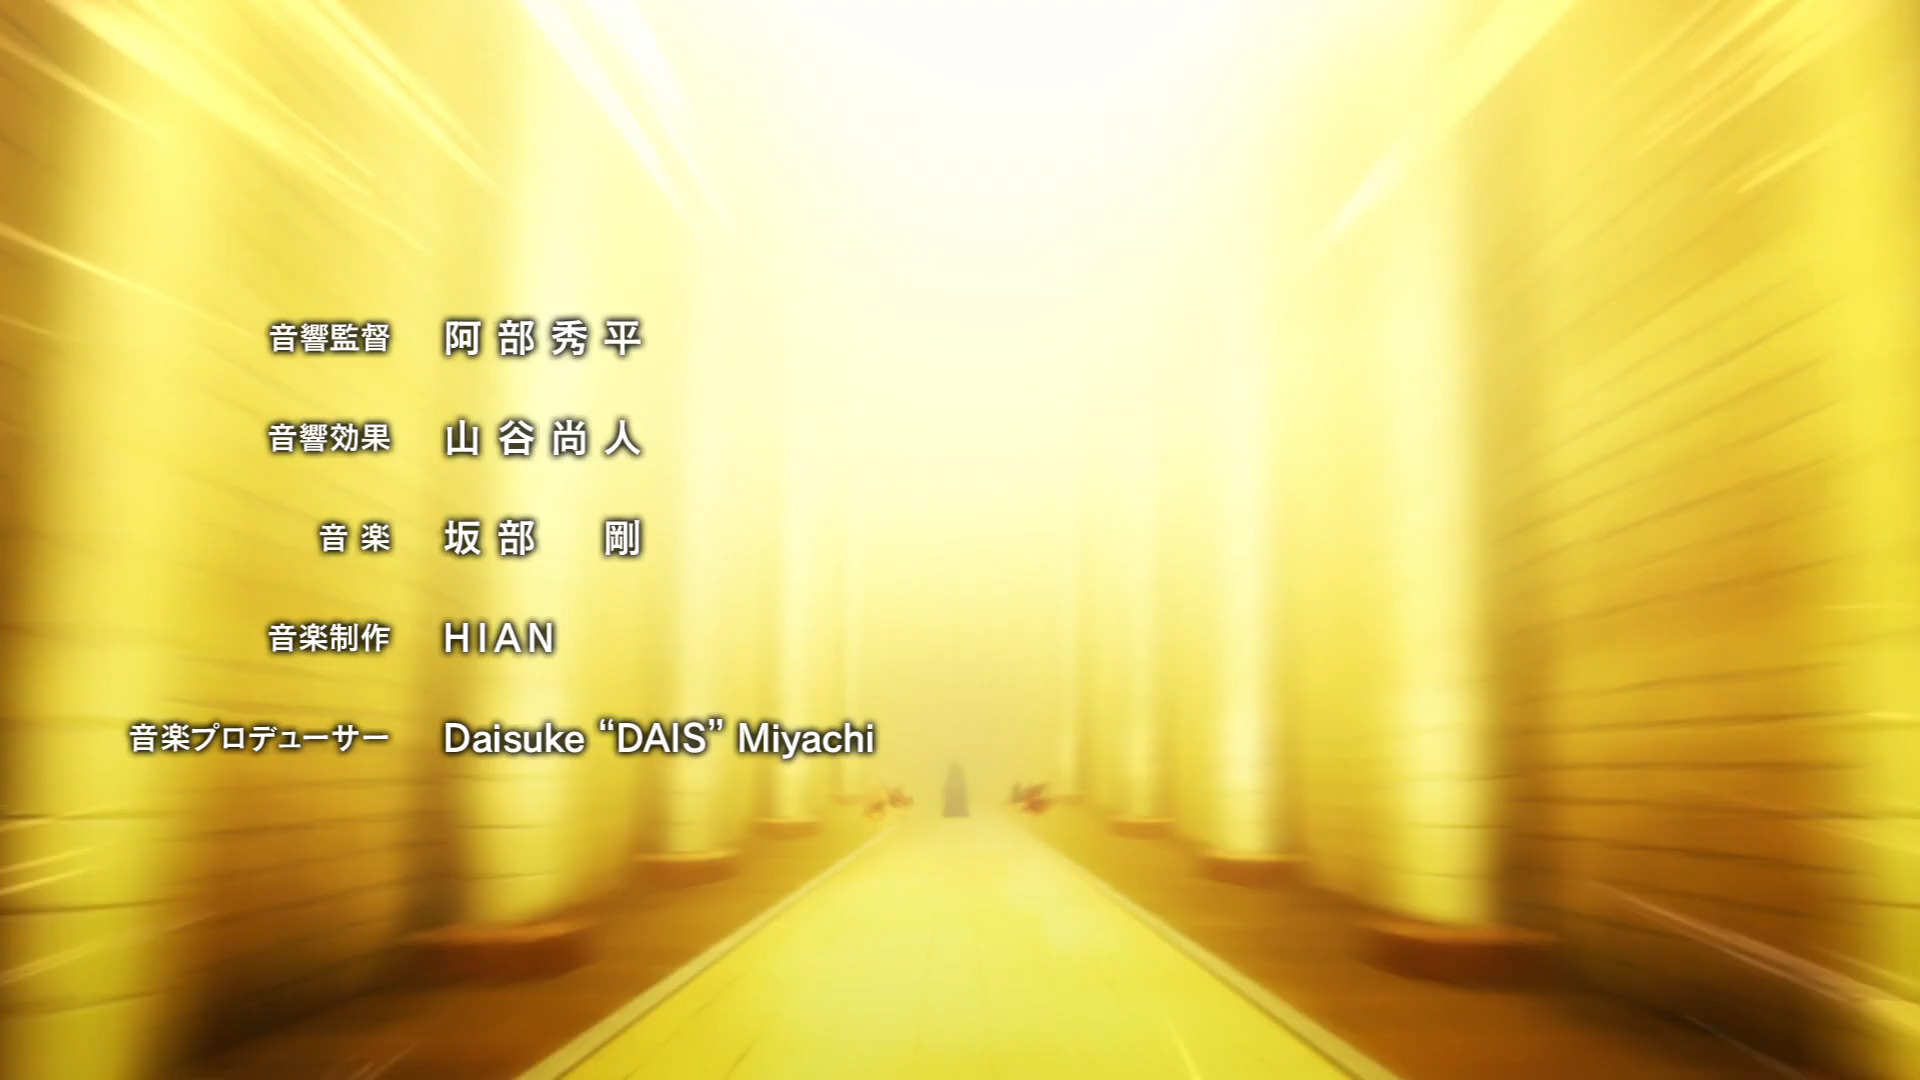 音響監督 阿部秀平
音響効果 山谷尚人
音楽 坂部 剛
音楽制作 HIAN
音楽プロデューサー Daisuke “DAIS” Miyachi